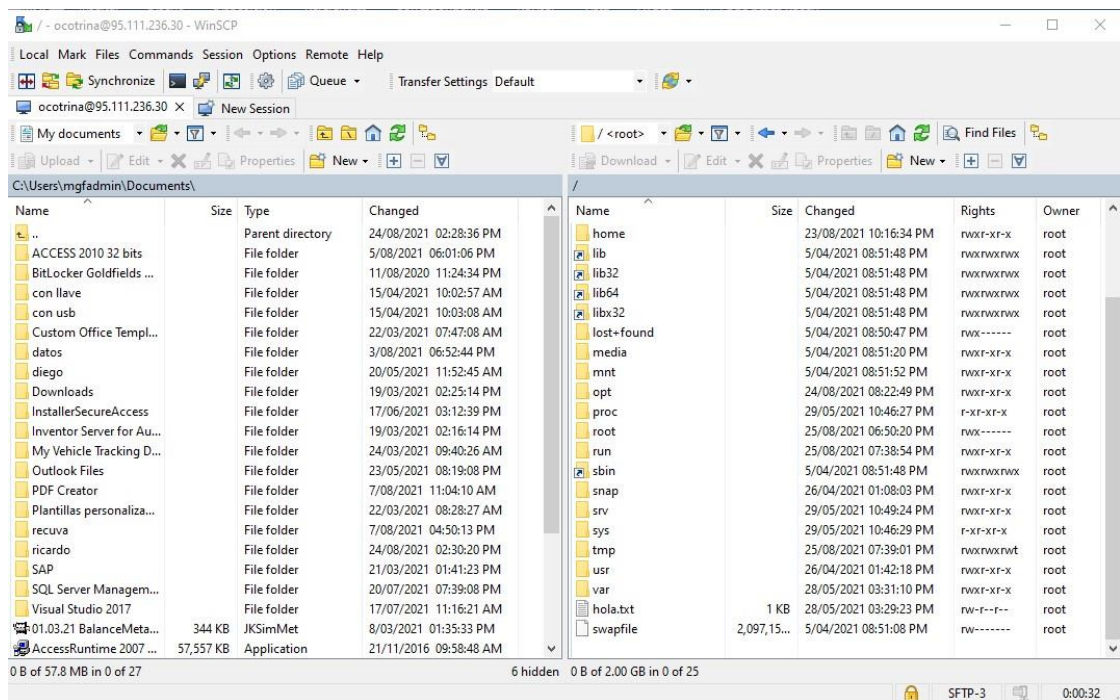 / - ocotrina@95.111.236.30 - WinSCP
Local Mark Files Commands Session Options Remote Help
Synchronize Queue Transfer Settings Default
ocotrina@95.111.236.30 New Session
My documents / <root> Find Files
Upload Edit Properties New Download Edit Properties New
C:\Users\mgfadmin\Documents\ /
Name Size Type Changed Name Size Changed Rights Owner
.. Parent directory 24/08/2021 02:28:36 PM home 23/08/2021 10:16:34 PM rwxr-xr-x root
ACCESS 2010 32 bits File folder 5/08/2021 06:01:06 PM lib 5/04/2021 08:51:48 PM rwxrwxrwx root
BitLocker Goldfields ... File folder 11/08/2020 11:24:34 PM lib32 5/04/2021 08:51:48 PM rwxrwxrwx root
con llave File folder 15/04/2021 10:02:57 AM lib64 5/04/2021 08:51:48 PM rwxrwxrwx root
con usb File folder 15/04/2021 10:03:08 AM libx32 5/04/2021 08:51:48 PM rwxrwxrwx root
Custom Office Templ... File folder 22/03/2021 07:47:08 AM lost+found 5/04/2021 08:50:47 PM rwx------ root
datos File folder 3/08/2021 06:52:44 PM media 5/04/2021 08:51:20 PM rwxr-xr-x root
diego File folder 20/05/2021 11:52:45 AM mnt 5/04/2021 08:51:52 PM rwxr-xr-x root
Downloads File folder 19/03/2021 02:25:14 PM opt 24/08/2021 08:22:49 PM rwxr-xr-x root
InstallerSecureAccess File folder 17/06/2021 03:12:39 PM proc 29/05/2021 10:46:27 PM r-xr-xr-x root
Inventor Server for Au... File folder 19/03/2021 02:16:14 PM root 25/08/2021 06:50:20 PM rwx------ root
My Vehicle Tracking D... File folder 24/03/2021 09:40:26 AM run 25/08/2021 07:38:54 PM rwxr-xr-x root
Outlook Files File folder 23/05/2021 08:19:08 PM sbin 5/04/2021 08:51:48 PM rwxrwxrwx root
PDF Creator File folder 7/08/2021 11:04:10 AM snap 26/04/2021 01:08:03 PM rwxr-xr-x root
Plantillas personaliza... File folder 22/03/2021 08:28:27 AM srv 29/05/2021 10:49:24 PM rwxr-xr-x root
recuva File folder 7/08/2021 04:50:13 PM sys 29/05/2021 10:46:29 PM r-xr-xr-x root
ricardo File folder 24/08/2021 02:30:20 PM tmp 25/08/2021 07:39:01 PM rwxrwxrwt root
SAP File folder 21/03/2021 01:41:23 PM usr 26/04/2021 01:42:18 PM rwxr-xr-x root
SQL Server Managem... File folder 20/07/2021 07:39:08 PM var 28/05/2021 03:31:10 PM rwxr-xr-x root
Visual Studio 2017 File folder 17/07/2021 11:16:21 AM hola.txt 1 KB 28/05/2021 03:29:23 PM rw-r--r-- root
01.03.21 BalanceMeta... 344 KB JKSimMet 8/03/2021 01:35:33 PM swapfile 2,097,15... 5/04/2021 08:51:08 PM rw------- root
AccessRuntime 2007 ... 57,557 KB Application 21/11/2016 09:58:48 AM
0 B of 57.8 MB in 0 of 27 6 hidden 0 B of 2.00 GB in 0 of 25
SFTP-3 0:00:32